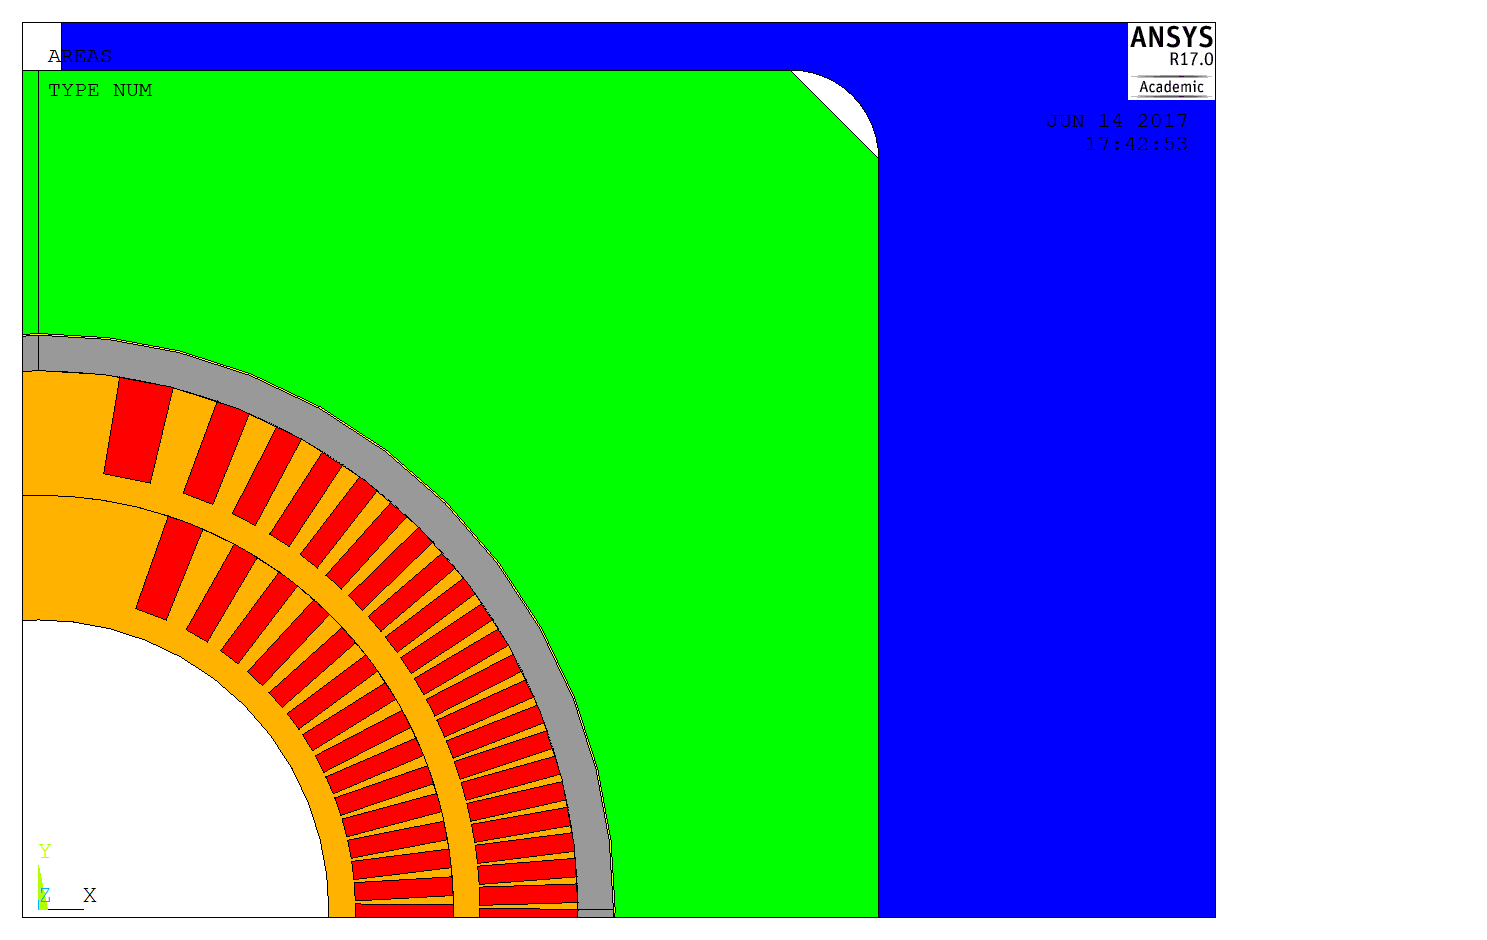 AREAS
TYPE NUM
ANSYS
R17.0
Academic
JUN 14 2017
17:42:53
Y
Z X